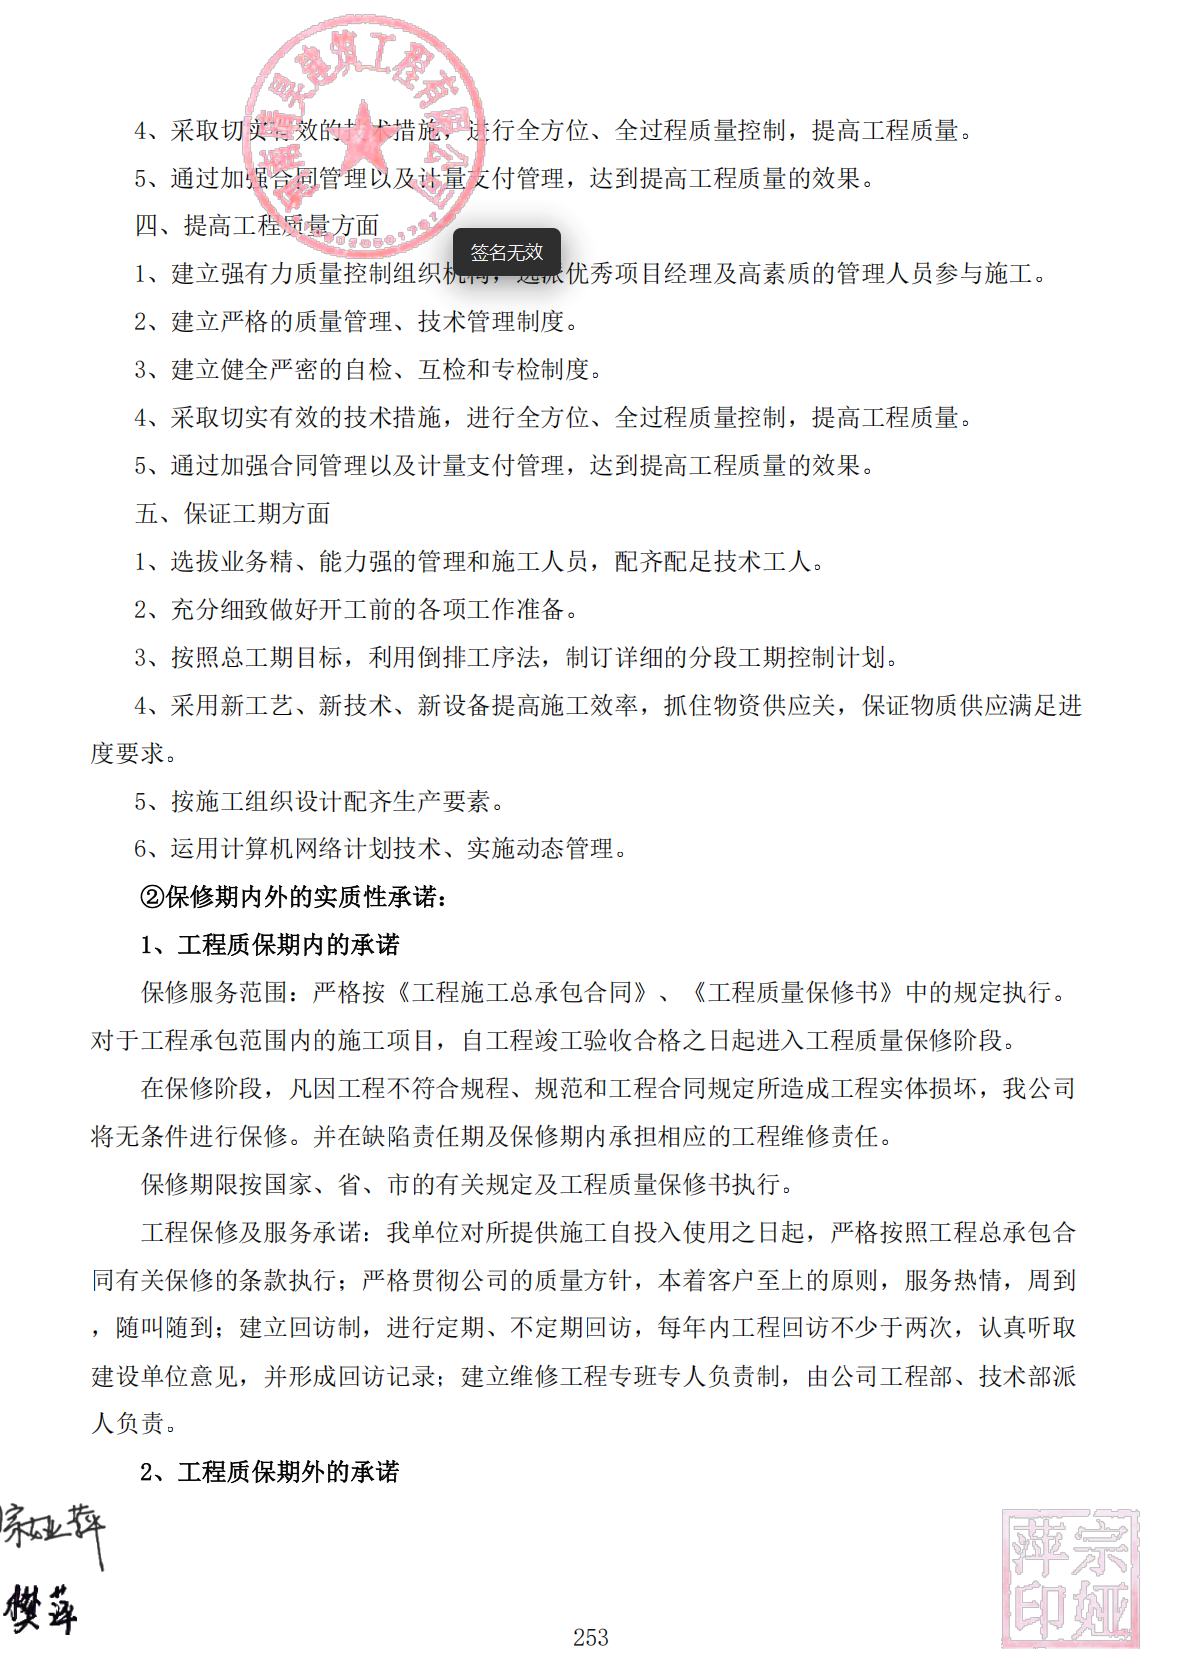 河南晴昊建筑工程有限公司
4、采取切实有效的技术措施，进行全方位、全过程质量控制，提高工程质量。
5、通过加强合同管理以及计量支付管理，达到提高工程质量的效果。
四、提高工程质量方面
签名无效
1、建立强有力质量控制组织机构，选派优秀项目经理及高素质的管理人员参与施工。
2、建立严格的质量管理、技术管理制度。
3、建立健全严密的自检、互检和专检制度。
4、采取切实有效的技术措施，进行全方位、全过程质量控制，提高工程质量。
5、通过加强合同管理以及计量支付管理，达到提高工程质量的效果。
五、保证工期方面
1、选拔业务精、能力强的管理和施工人员，配齐配足技术工人。
2、充分细致做好开工前的各项工作准备。
3、按照总工期目标，利用倒排工序法，制订详细的分段工期控制计划。
4、采用新工艺、新技术、新设备提高施工效率，抓住物资供应关，保证物质供应满足进
度要求。
5、按施工组织设计配齐生产要素。
6、运用计算机网络计划技术、实施动态管理。
②保修期内外的实质性承诺：
1、工程质保期内的承诺
保修服务范围：严格按《工程施工总承包合同》、《工程质量保修书》中的规定执行。
对于工程承包范围内的施工项目，自工程竣工验收合格之日起进入工程质量保修阶段。
在保修阶段，凡因工程不符合规程、规范和工程合同规定所造成工程实体损坏，我公司
将无条件进行保修。并在缺陷责任期及保修期内承担相应的工程维修责任。
保修期限按国家、省、市的有关规定及工程质量保修书执行。
工程保修及服务承诺：我单位对所提供施工自投入使用之日起，严格按照工程总承包合
同有关保修的条款执行；严格贯彻公司的质量方针，本着客户至上的原则，服务热情，周到
，随叫随到；建立回访制，进行定期、不定期回访，每年内工程回访不少于两次，认真听取
建设单位意见，并形成回访记录；建立维修工程专班专人负责制，由公司工程部、技术部派
人负责。
2、工程质保期外的承诺
宗娅萍
樊萍
宗娅萍印
253